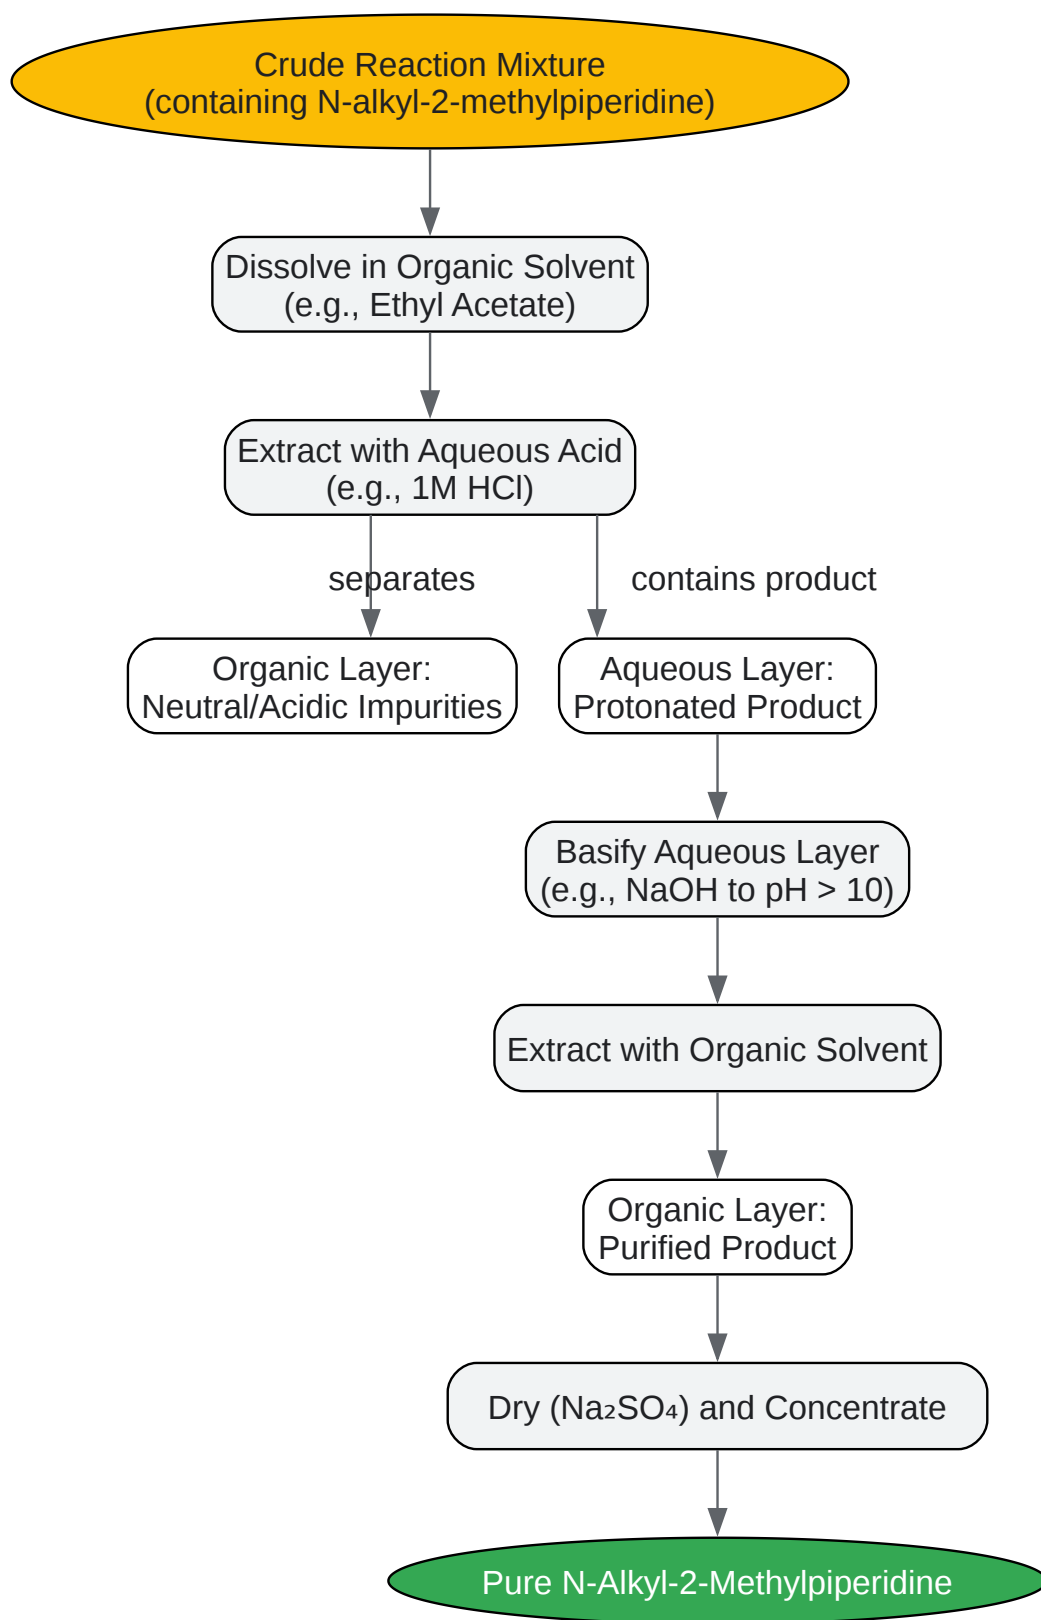 Crude Reaction Mixture
(containing N-alkyl-2-methylpiperidine)
Dissolve in Organic Solvent
(e.g., Ethyl Acetate)
Extract with Aqueous Acid
(e.g., 1M HCl)
separates
contains product
Organic Layer:
Neutral/Acidic Impurities
Aqueous Layer:
Protonated Product
Basify Aqueous Layer
(e.g., NaOH to pH > 10)
Extract with Organic Solvent
Organic Layer:
Purified Product
Dry (Na₂SO₄) and Concentrate
Pure N-Alkyl-2-Methylpiperidine